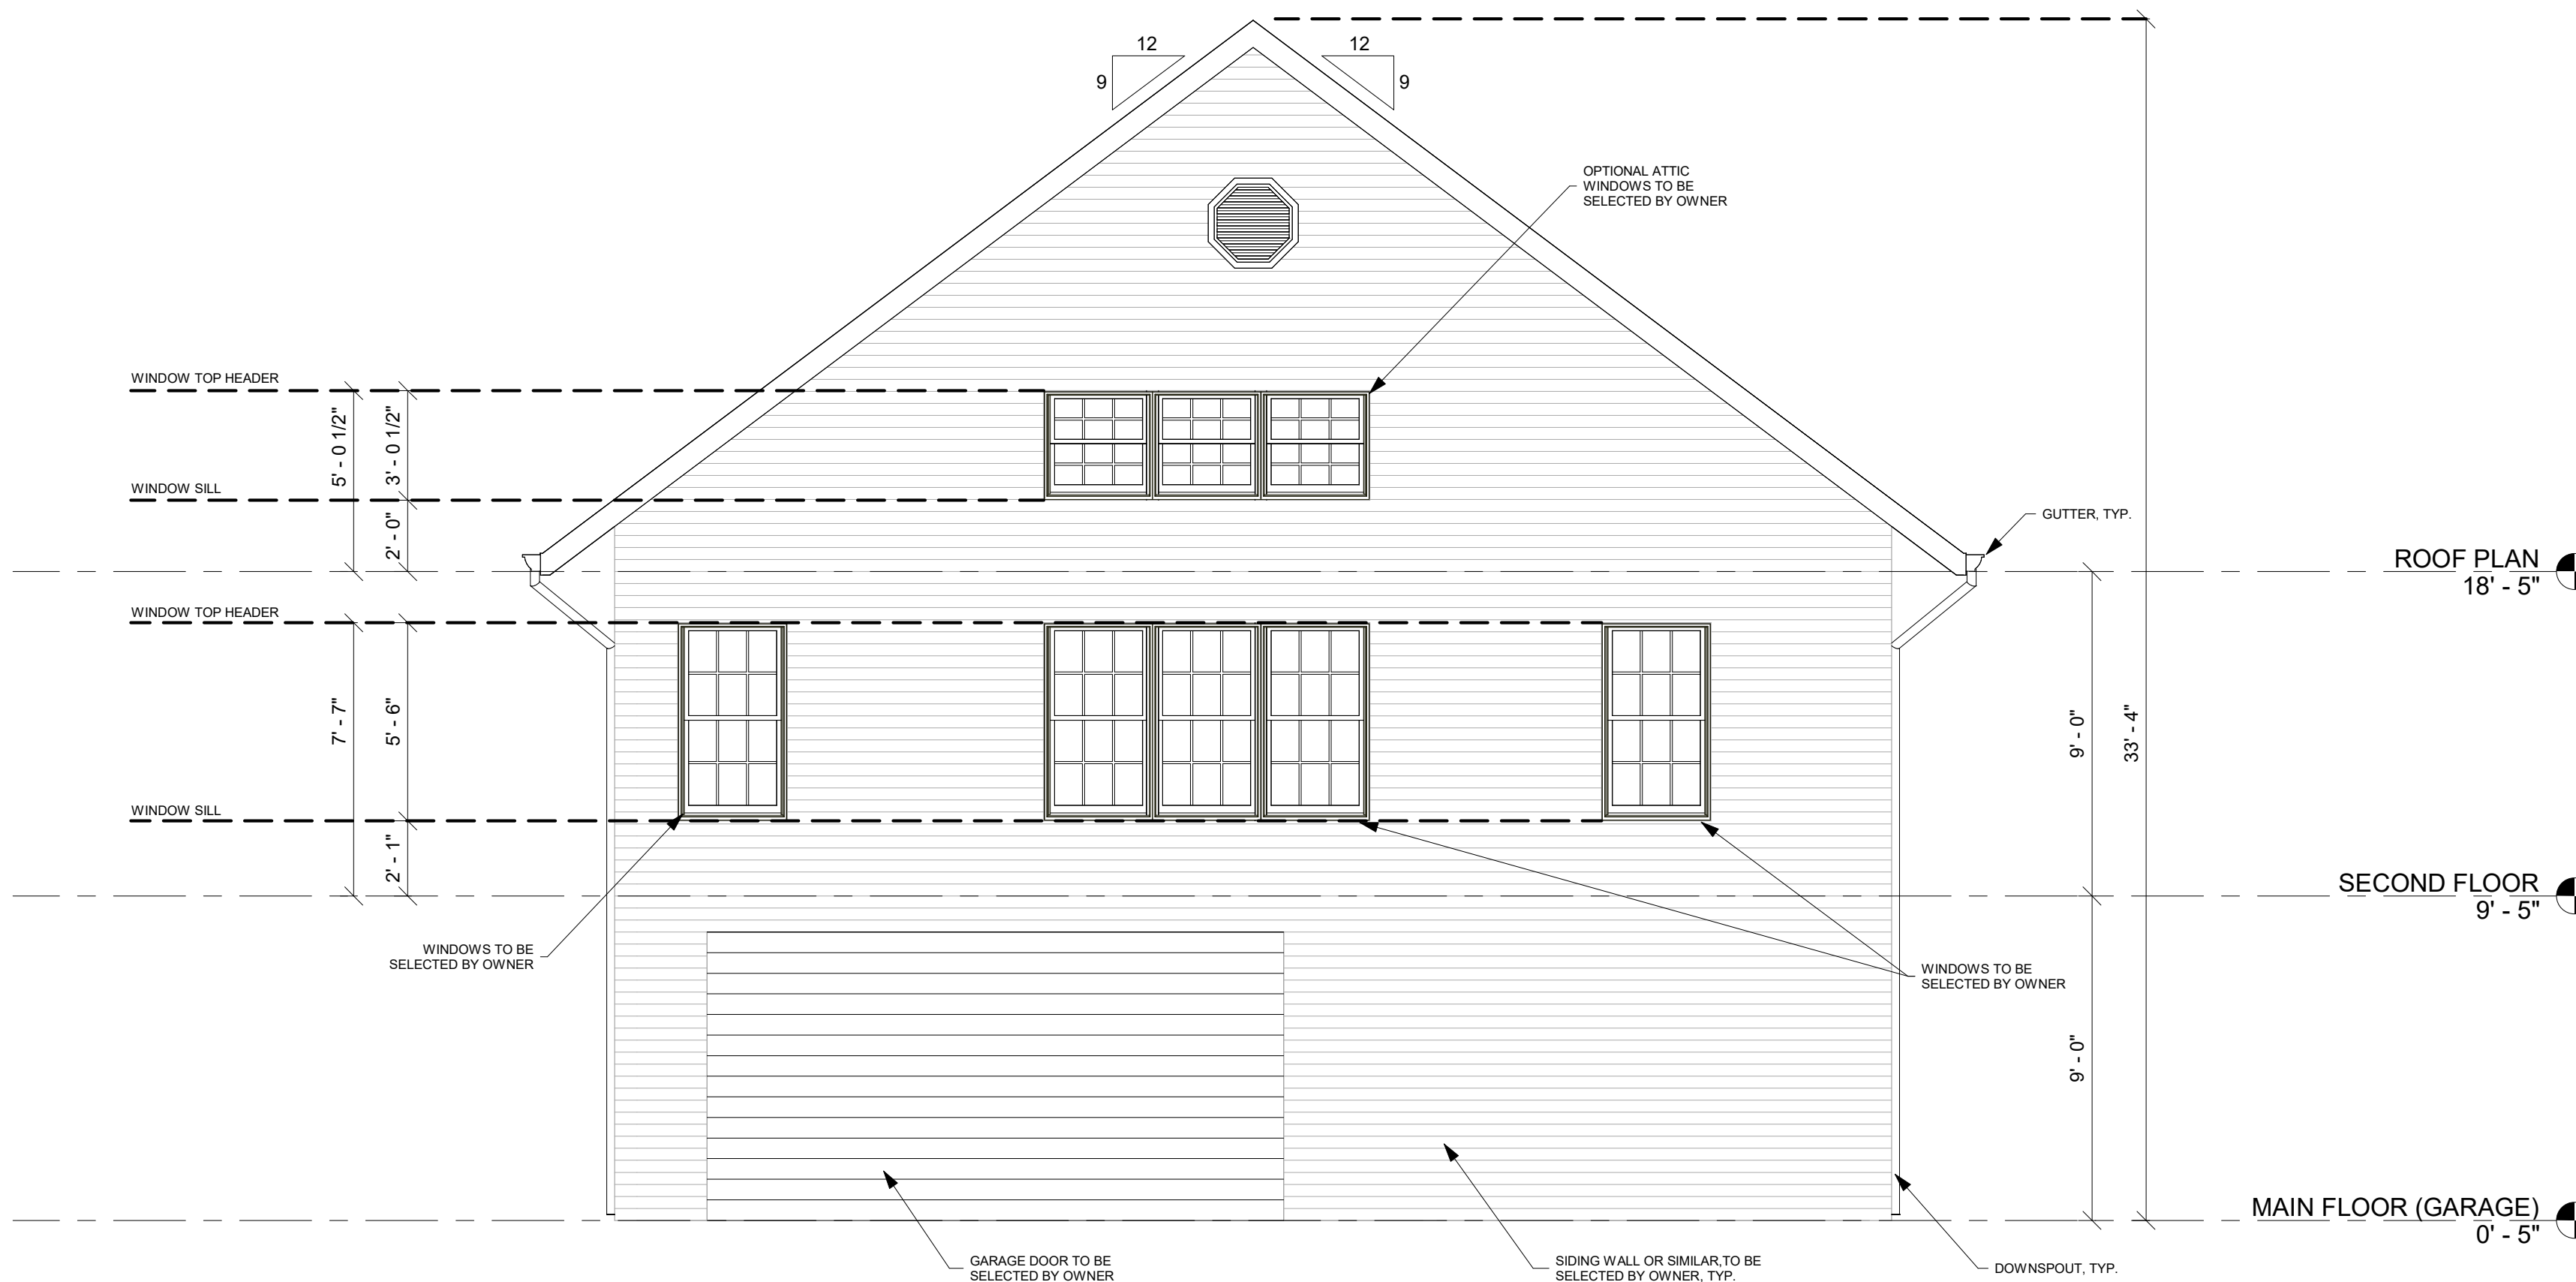 12
12
9
9
OPTIONAL ATTIC
WINDOWS TO BE
SELECTED BY OWNER
WINDOW TOP HEADER
5' - 0 1/2"
3' - 0 1/2"
WINDOW SILL
2' - 0"
GUTTER, TYP.
ROOF PLAN
18' - 5"
WINDOW TOP HEADER
7' - 7"
5' - 6"
9' - 0"
33' - 4"
WINDOW SILL
2' - 1"
SECOND FLOOR
9' - 5"
WINDOWS TO BE
SELECTED BY OWNER
WINDOWS TO BE
SELECTED BY OWNER
9' - 0"
MAIN FLOOR (GARAGE)
0' - 5"
GARAGE DOOR TO BE
SELECTED BY OWNER
SIDING WALL OR SIMILAR,TO BE
SELECTED BY OWNER, TYP.
DOWNSPOUT, TYP.